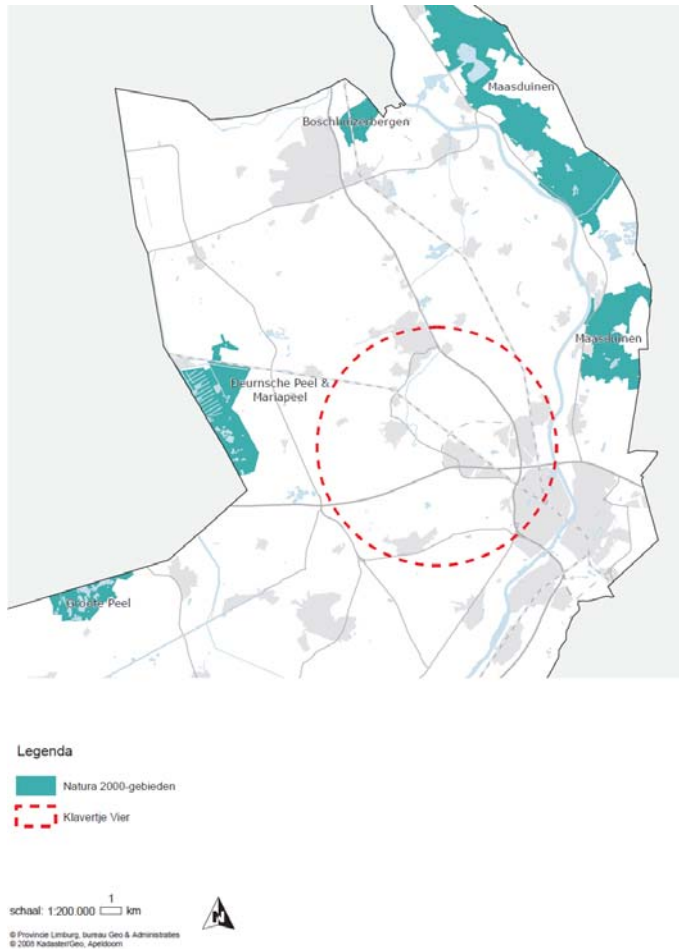 Maasduinen
Boschhuizerbergen
Maasduinen
Deurnsche Peel &
Mariapeel
Groote Peel
Legenda
Natura 2000-gebieden
Klavertje Vier
1
schaal: 1:200.000 km
N
© Provincie Limburg, bureau Geo & Administraties
© 2008 Kadaster/Geo, Apeldoorn